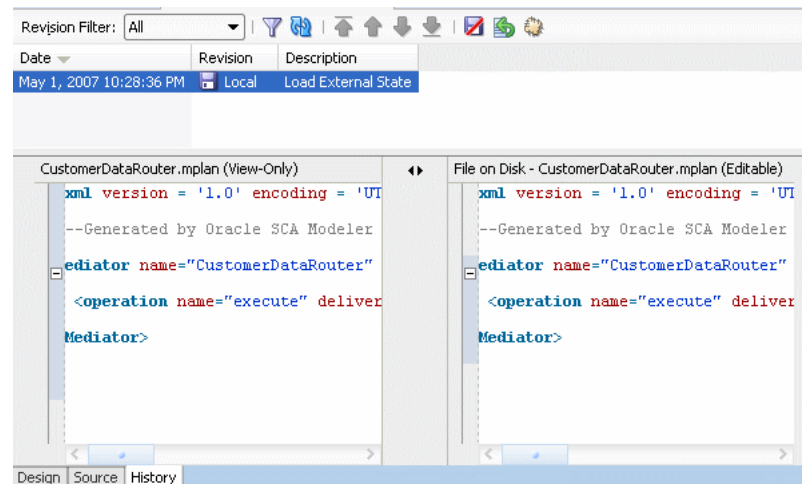 Revision Filter: All
Date Revision Description
May 1, 2007 10:28:36 PM Local Load External State
CustomerDataRouter.mplan (View-Only) File on Disk - CustomerDataRouter.mplan (Editable)
xml version = '1.0' encoding = 'UT xml version = '1.0' encoding = 'UT
--Generated by Oracle SCA Modeler --Generated by Oracle SCA Modeler
ediator name="CustomerDataRouter" ediator name="CustomerDataRouter"
<operation name="execute" deliver <operation name="execute" deliver
Mediator> Mediator>
Design Source History